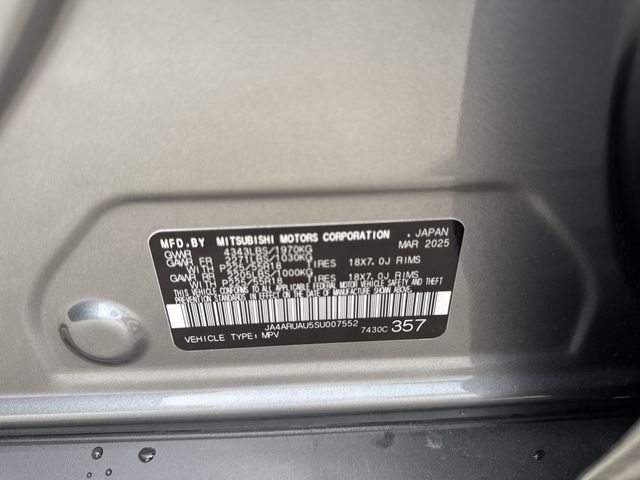 MFD.BY MITSUBISHI MOTORS CORPORATION . JAPAN
MAR 2025
GVWR 4343LBS/1970KG
GAWR FR 2271LBS/1030KG
WITH P225/55R18 TIRES 18X7.0J RIMS
GAWR RR 2205LBS/1000KG
WITH P225/55R18 TIRES 18X7.0J RIMS
THIS VEHICLE CONFORMS TO ALL APPLICABLE FEDERAL MOTOR VEHICLE SAFETY AND THEFT
PREVENTION STANDARDS IN EFFECT ON THE DATE OF MANUFACTURE SHOWN ABOVE.
JA4ARUAU5SU007552
VEHICLE TYPE: MPV 7430C 357